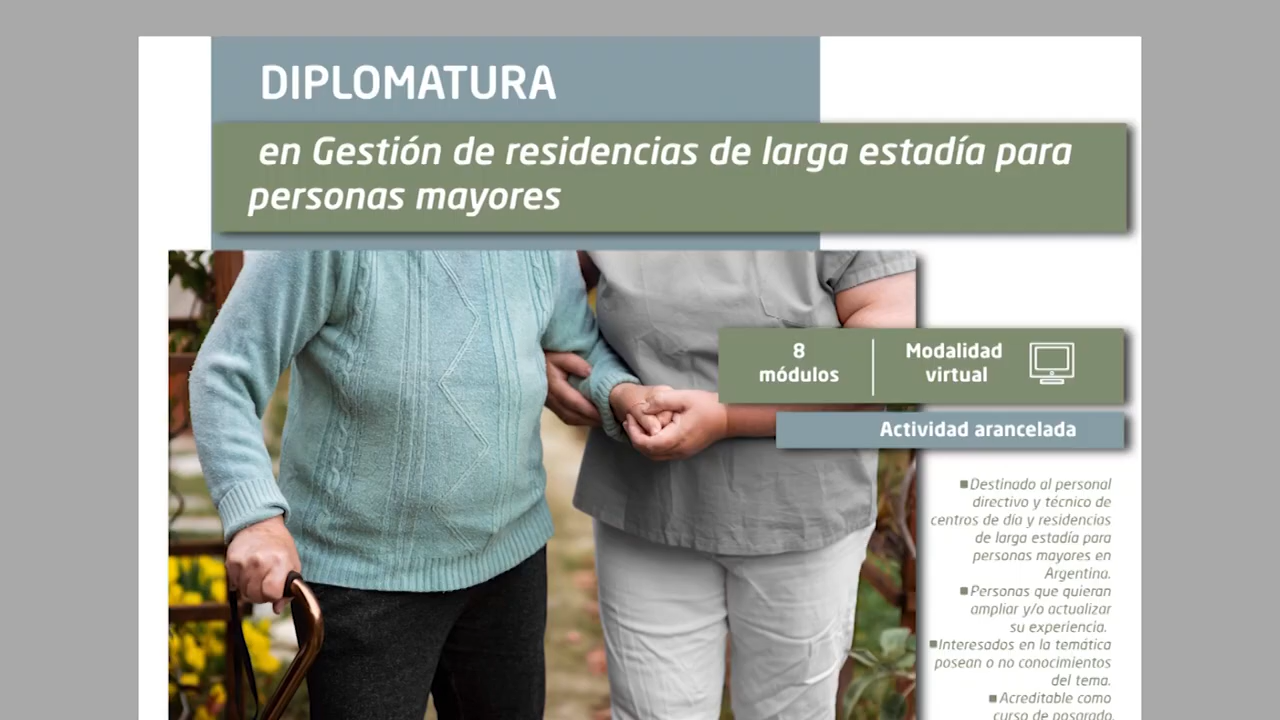 DIPLOMATURA
en Gestión de residencias de larga estadía para
personas mayores
8
módulos
Modalidad
virtual
Actividad arancelada
Destinado al personal
directivo y técnico de
centros de día y residencias
de larga estadía para
personas mayores en
Argentina.
Personas que quieran
ampliar y/o actualizar
su experiencia.
Interesados en la temática
posean o no conocimientos
del tema.
Acreditable como
curso de posgrado.